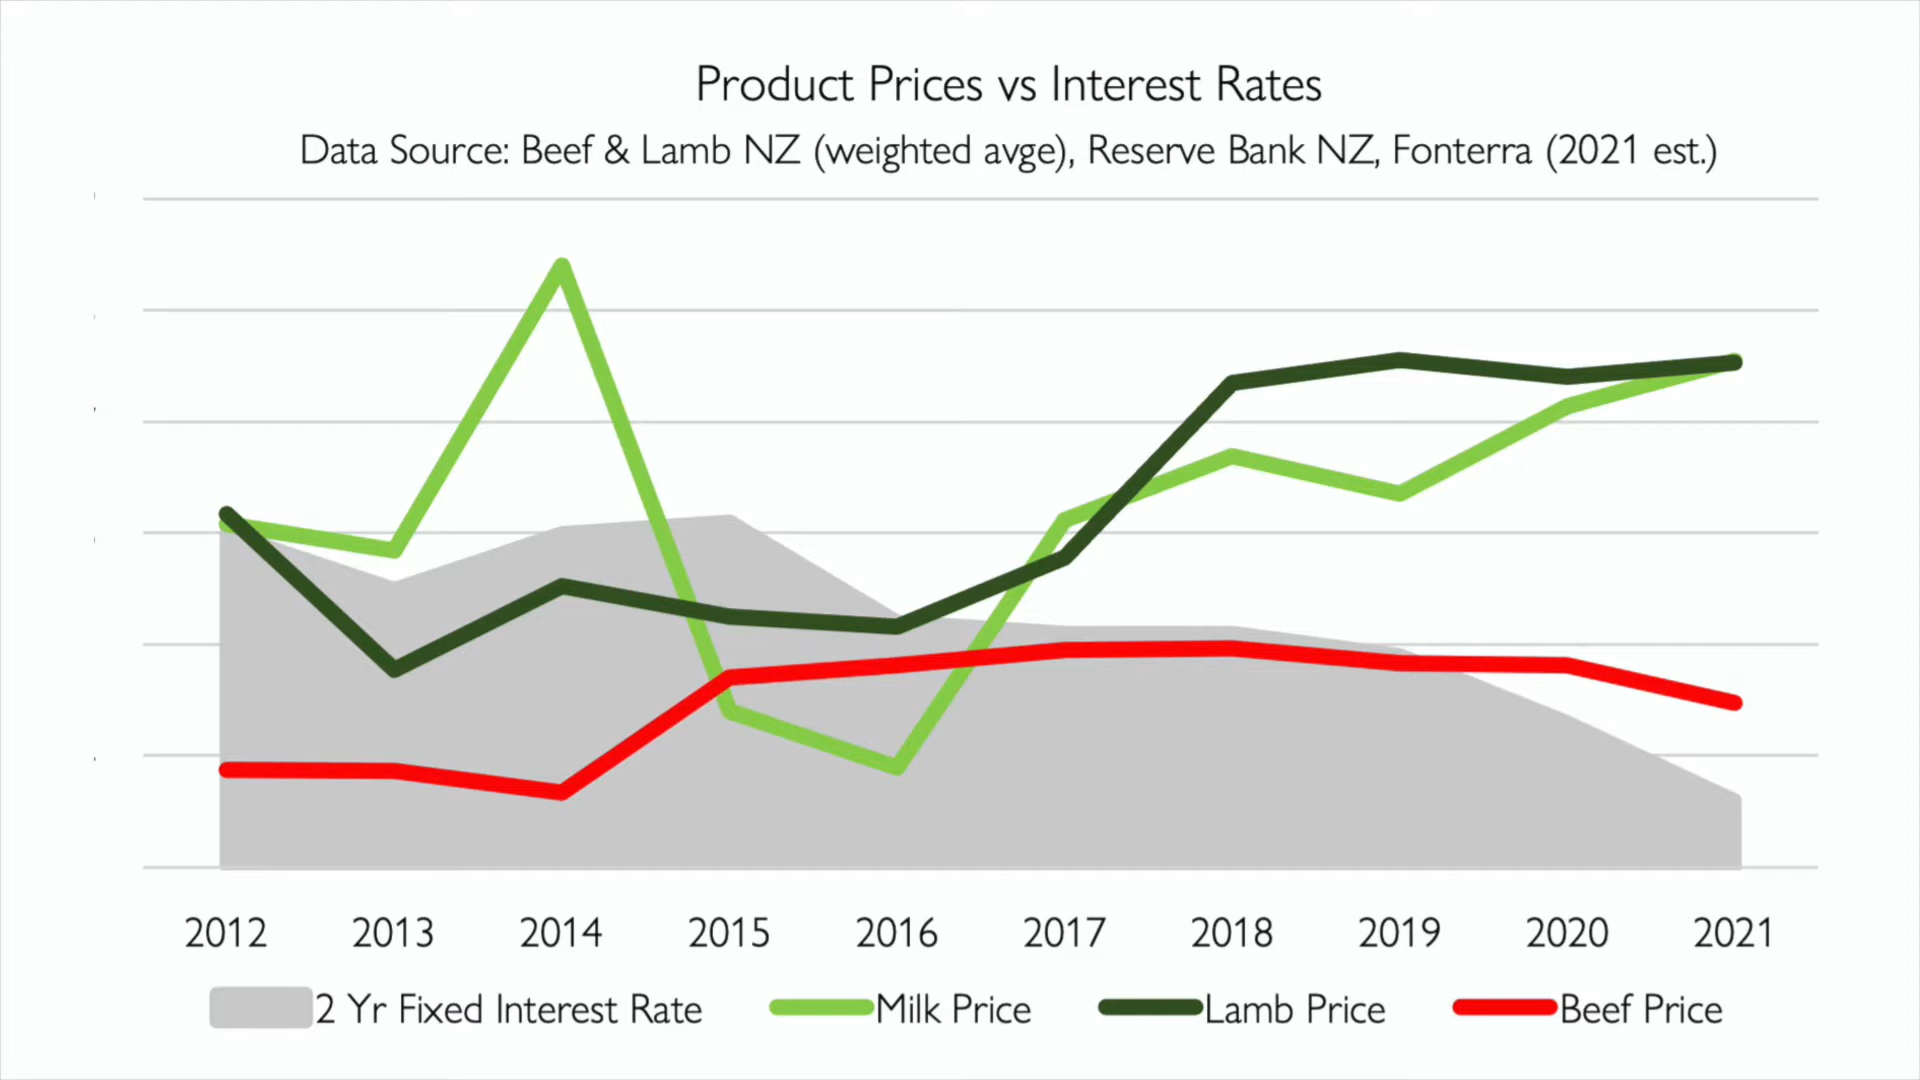 Product Prices vs Interest Rates
Data Source: Beef & Lamb NZ (weighted avge), Reserve Bank NZ, Fonterra (2021 est.)
2012 2013 2014 2015 2016 2017 2018 2019 2020 2021
2 Yr Fixed Interest Rate Milk Price Lamb Price Beef Price